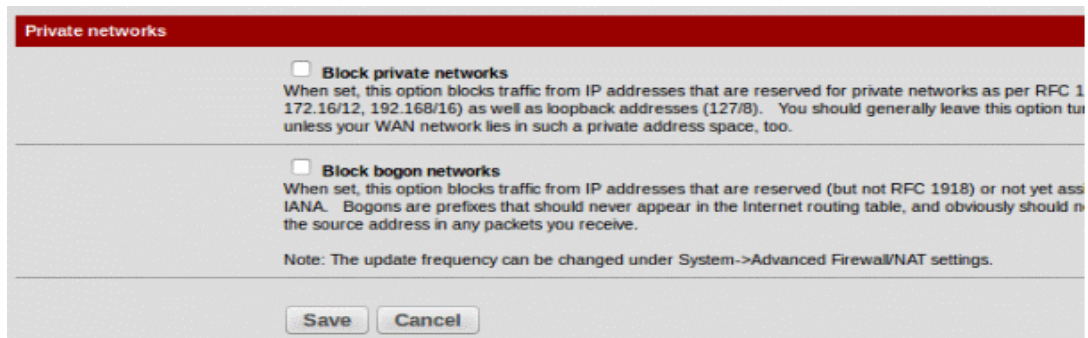 Private networks
Block private networks
When set, this option blocks traffic from IP addresses that are reserved for private networks as per RFC 1
172.16/12, 192.168/16) as well as loopback addresses (127/8). You should generally leave this option tu
unless your WAN network lies in such a private address space, too.
Block bogon networks
When set, this option blocks traffic from IP addresses that are reserved (but not RFC 1918) or not yet ass
IANA. Bogons are prefixes that should never appear in the Internet routing table, and obviously should n
the source address in any packets you receive.
Note: The update frequency can be changed under System->Advanced Firewall/NAT settings.
Save Cancel